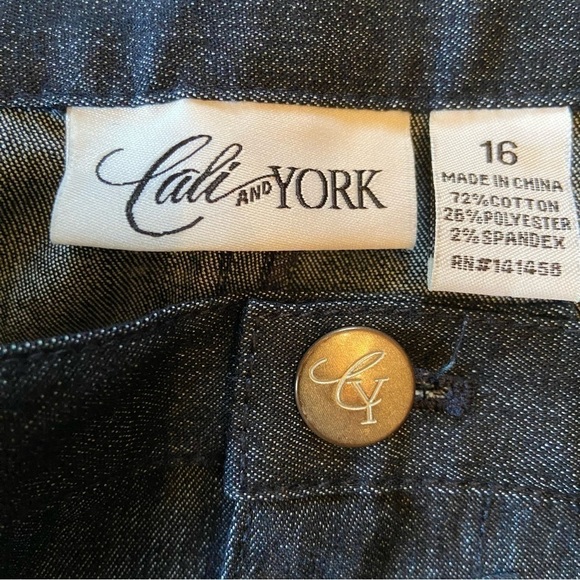 Cali AND YORK
16
MADE IN CHINA
72%COTTON
26%POLYESTER
2%SPANDEX
RN#141458
CY